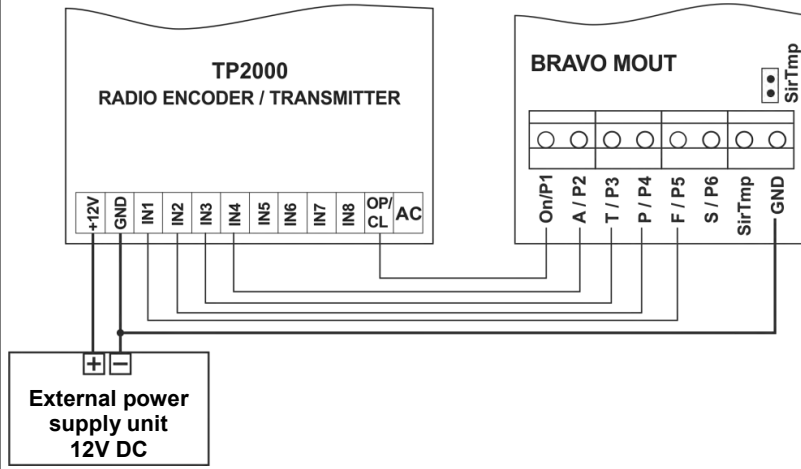 TP2000
RADIO ENCODER / TRANSMITTER
+12V
GND
IN1
IN2
IN3
IN4
IN5
IN6
IN7
IN8
OP/
CL
AC
BRAVO MOUT
SirTmp
On/P1
A / P2
T / P3
P / P4
F / P5
S / P6
SirTmp
GND
+
−
External power
supply unit
12V DC